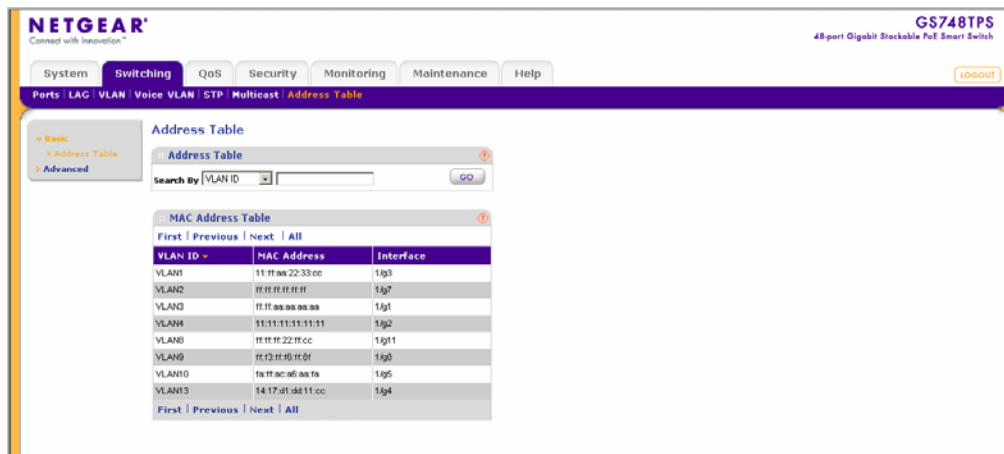 NETGEAR
Connect with Innovation™
GS748TPS
48-port Gigabit Stackable PoE Smart Switch
System Switching QoS Security Monitoring Maintenance Help
LOGOUT
Ports | LAG | VLAN | Voice VLAN | STP | Multicast | Address Table
Basic
Address Table
Advanced
Address Table
Address Table
Search By VLAN ID GO
MAC Address Table
First | Previous | Next | All
VLAN ID MAC Address Interface
VLAN1 11:ff:aa:22:33:cc 1/g3
VLAN2 ff:ff:ff:ff:ff:ff 1/g7
VLAN3 ff:ff:aa:aa:aa:aa 1/g1
VLAN4 11:11:11:11:11:11 1/g2
VLAN8 ff:ff:ff:22:ff:cc 1/g11
VLAN9 1/g8
VLAN10 fa:ff:ac:a6:aa:fa 1/g5
VLAN13 14:17:d1:dd:11:cc 1/g4
First | Previous | Next | All